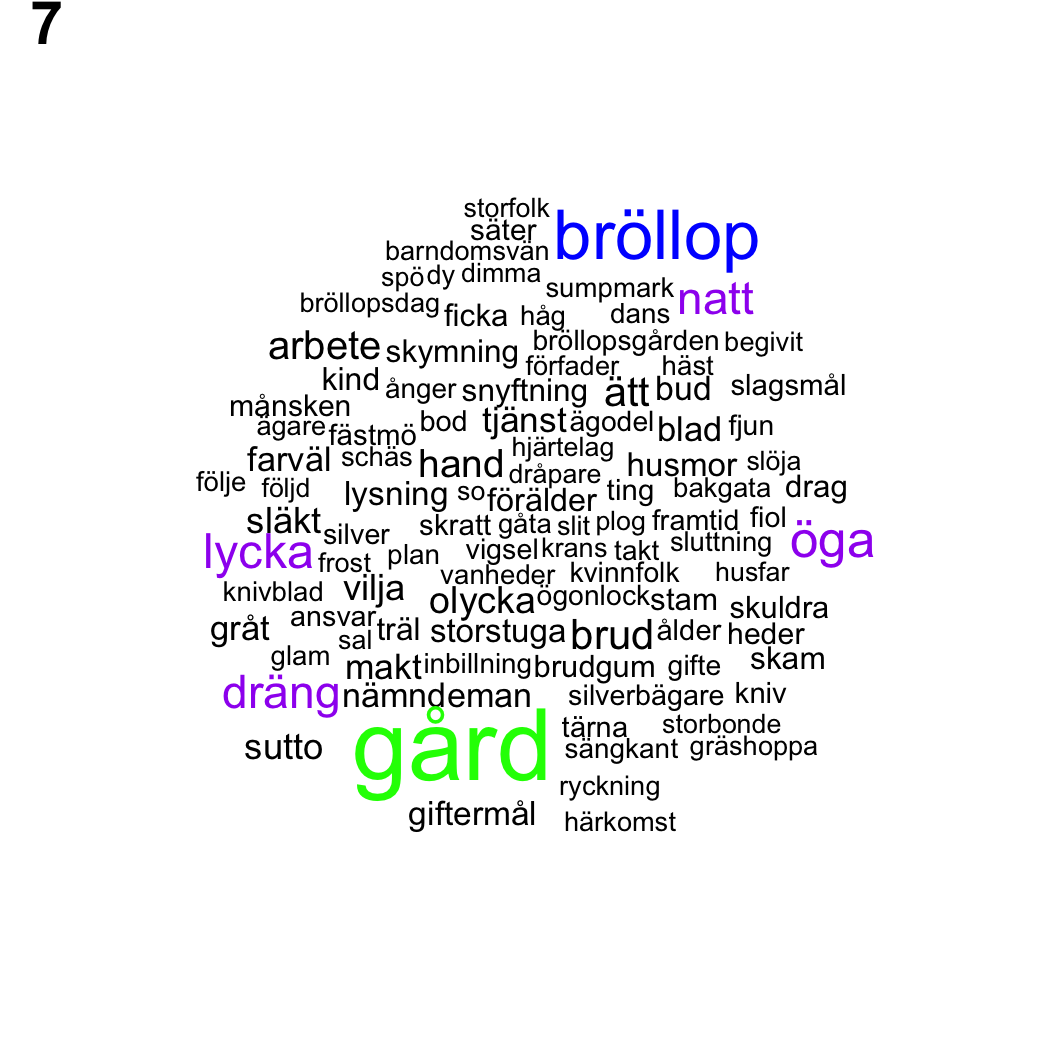 7
storfolk
säter bröllop
barndomsvän
spö dy dimma
sumpmark natt
bröllopsdag ficka håg dans
arbete skymning bröllopsgården begivit
förfader häst
kind ånger snyftning ätt bud slagsmål
månsken
ägare fästmö bod tjänst ägodel blad fjun
hjärtelag
farväl schäs hand dråpare husmor slöja
följe följd lysning so förälder ting bakgata drag
släkt silver skratt gåta slit plog framtid fiol
lycka frost plan vigsel krans takt sluttning öga
vanheder kvinnfolk husfar
knivblad vilja olycka ögonlock stam skuldra
ansvar
gråt sal träl storstuga brud ålder heder
glam makt inbillning brudgum gifte skam
dräng nämndeman silverbägare kniv
tärna storbonde
sutto gård sängkant gräshoppa
ryckning
giftermål härkomst